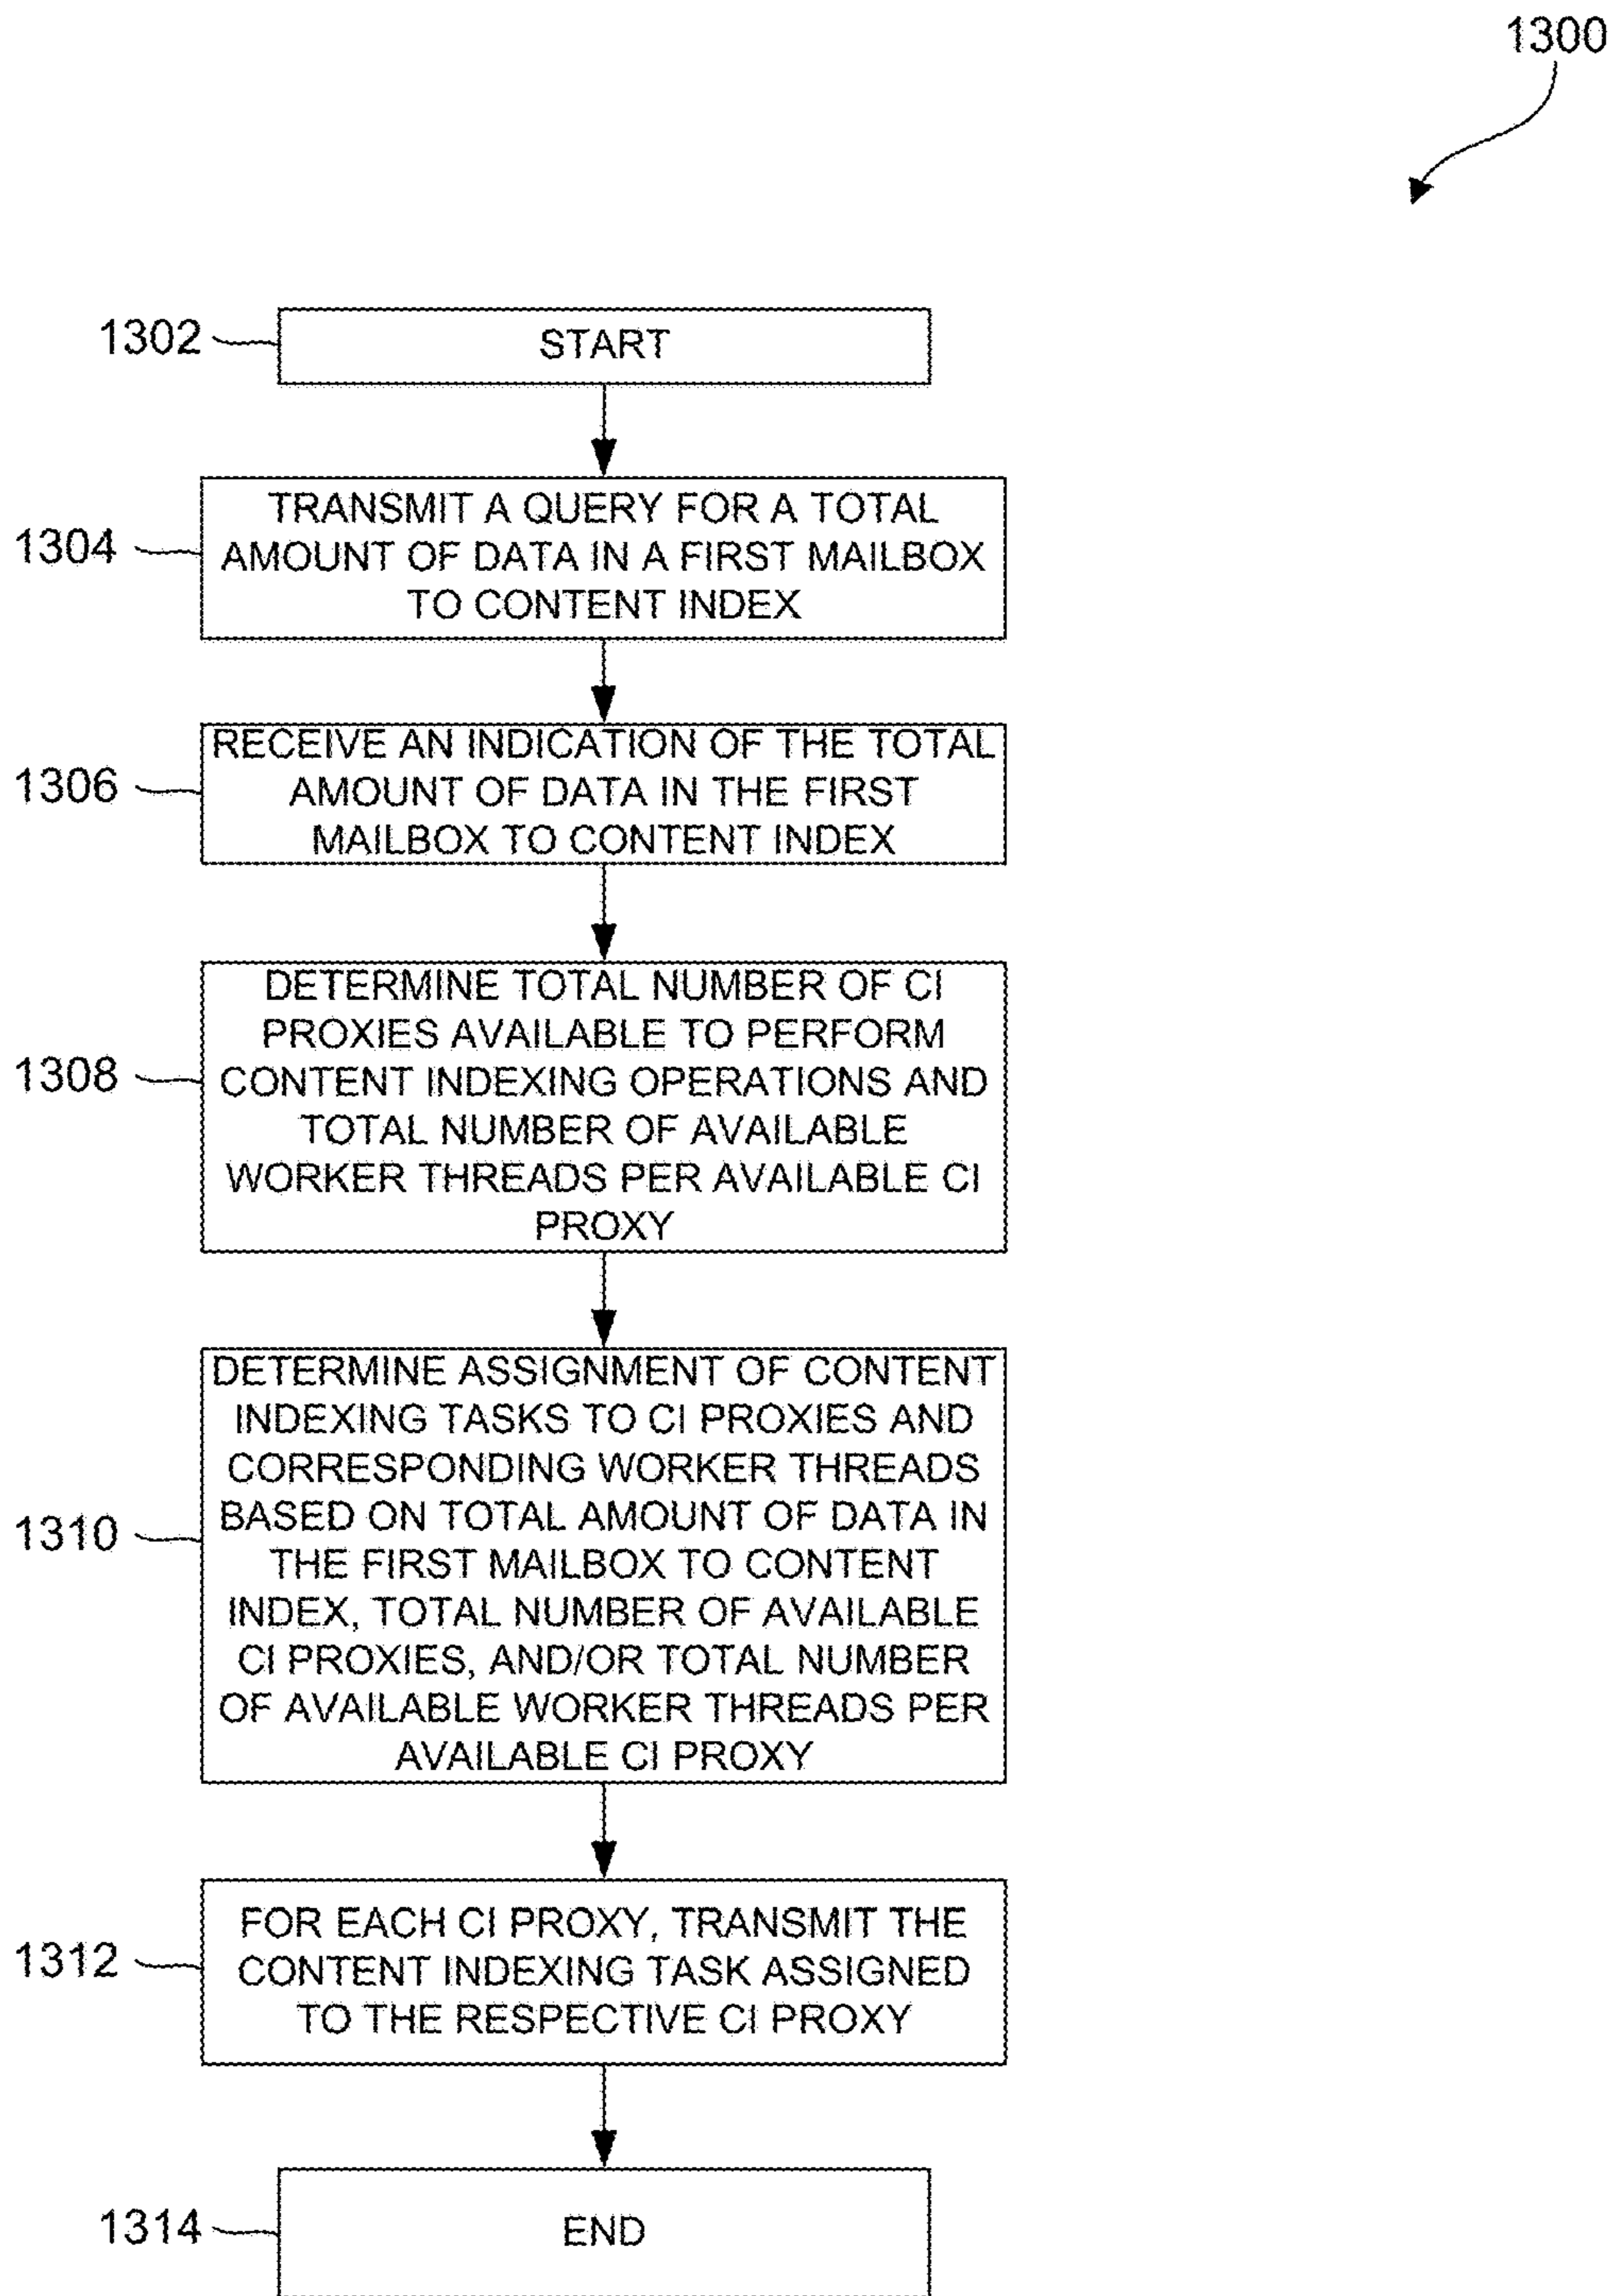 1300
1302
START
1304
TRANSMIT A QUERY FOR A TOTAL
AMOUNT OF DATA IN A FIRST MAILBOX
TO CONTENT INDEX
1306
RECEIVE AN INDICATION OF THE TOTAL
AMOUNT OF DATA IN THE FIRST
MAILBOX TO CONTENT INDEX
1308
DETERMINE TOTAL NUMBER OF CI
PROXIES AVAILABLE TO PERFORM
CONTENT INDEXING OPERATIONS AND
TOTAL NUMBER OF AVAILABLE
WORKER THREADS PER AVAILABLE CI
PROXY
1310
DETERMINE ASSIGNMENT OF CONTENT
INDEXING TASKS TO CI PROXIES AND
CORRESPONDING WORKER THREADS
BASED ON TOTAL AMOUNT OF DATA IN
THE FIRST MAILBOX TO CONTENT
INDEX, TOTAL NUMBER OF AVAILABLE
CI PROXIES, AND/OR TOTAL NUMBER
OF AVAILABLE WORKER THREADS PER
AVAILABLE CI PROXY
1312
FOR EACH CI PROXY, TRANSMIT THE
CONTENT INDEXING TASK ASSIGNED
TO THE RESPECTIVE CI PROXY
1314
END